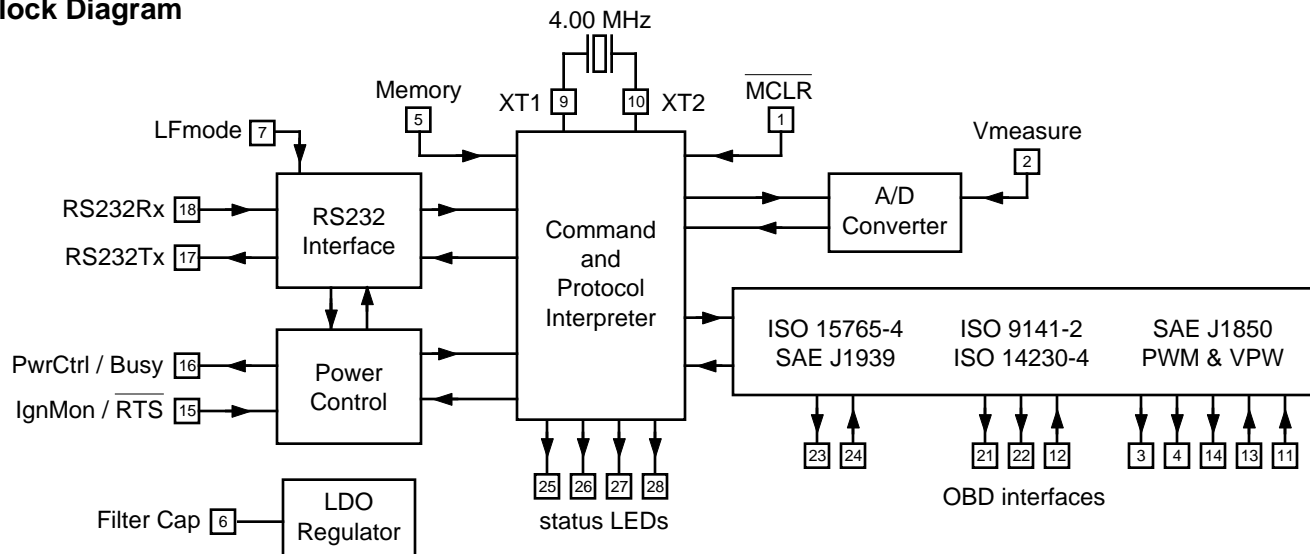 lock Diagram
4.00 MHz
Memory
5
XT1
9
10
XT2
MCLR
1
LFmode
7
Vmeasure
2
RS232Rx
18
RS232Tx
17
RS232
Interface
Command
and
Protocol
Interpreter
A/D
Converter
PwrCtrl / Busy
16
IgnMon / RTS
15
Power
Control
ISO 15765-4
SAE J1939
ISO 9141-2
ISO 14230-4
SAE J1850
PWM & VPW
23
24
21
22
12
3
4
14
13
11
OBD interfaces
25
26
27
28
status LEDs
Filter Cap
6
LDO
Regulator